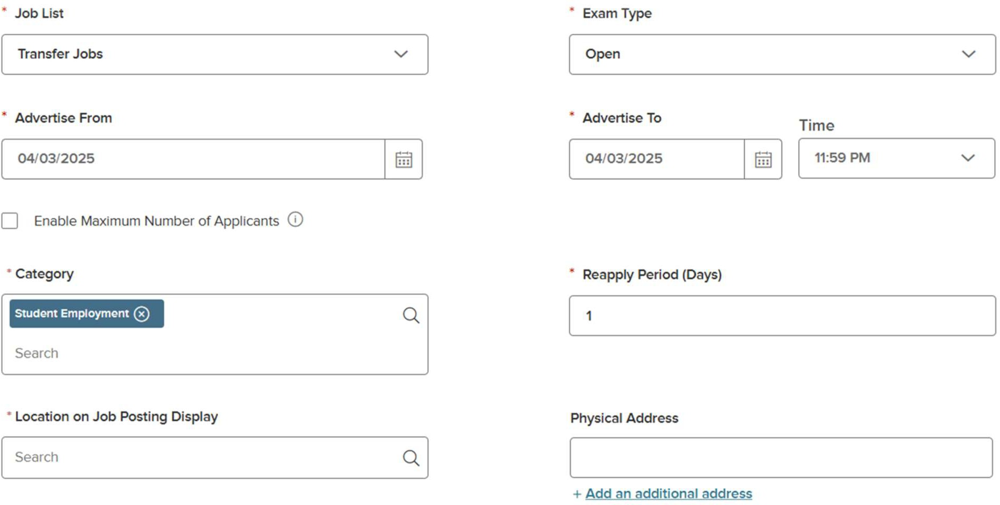 * Job List
* Exam Type
Transfer Jobs
Open
* Advertise From
* Advertise To
Time
04/03/2025
04/03/2025
11:59 PM
Enable Maximum Number of Applicants
* Category
* Reapply Period (Days)
Student Employment
1
Search
* Location on Job Posting Display
Physical Address
Search
+ Add an additional address